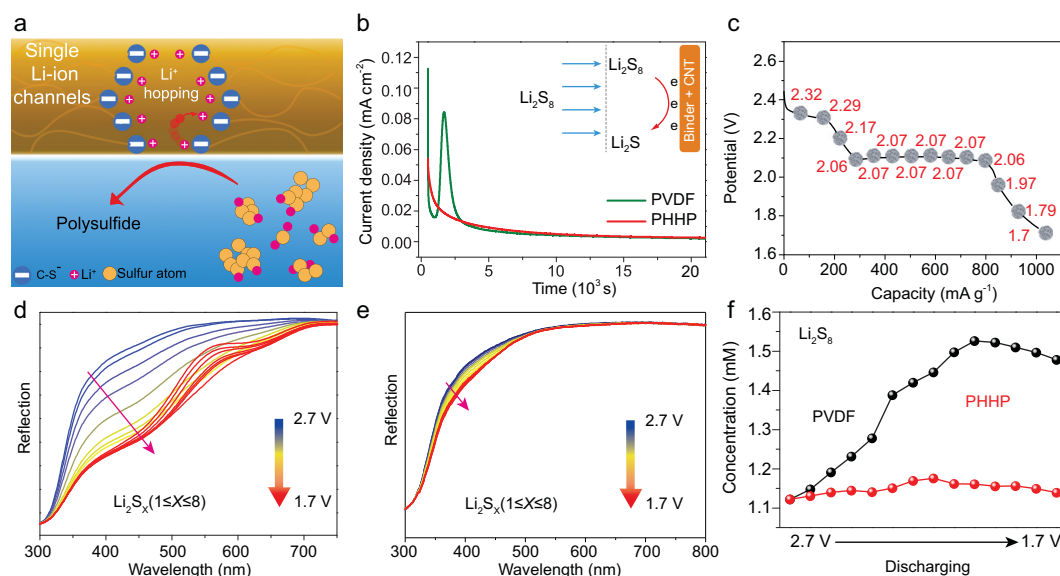 a
Single
Li-ion
channels
Li⁺
hopping
Polysulfide
C-S⁻
Li⁺
Sulfur atom
b
Current density (mA cm⁻²)
0.12
0.10
0.08
0.06
0.04
0.02
0.00
0
5
10
15
20
Time (10³ s)
Li₂S₈
Li₂S₈
Li₂S
e
e
e
Binder + CNT
PVDF
PHHP
c
Potential (V)
2.6
2.4
2.2
2.0
1.8
1.6
2.32
2.29
2.17
2.06
2.07
2.07
2.07
2.07
2.07
2.07
2.07
2.06
1.97
1.79
1.7
0
200
400
600
800
1000
Capacity (mA g⁻¹)
d
Reflection
2.7 V
1.7 V
Li₂Sₓ(1≤X≤8)
300
400
500
600
700
Wavelength (nm)
e
Reflection
2.7 V
1.7 V
Li₂Sₓ(1≤X≤8)
300
400
500
600
700
800
Wavelength (nm)
f
Concentration (mM)
1.6
1.5
1.4
1.3
1.2
1.1
Li₂S₈
PVDF
PHHP
2.7 V
1.7 V
Discharging